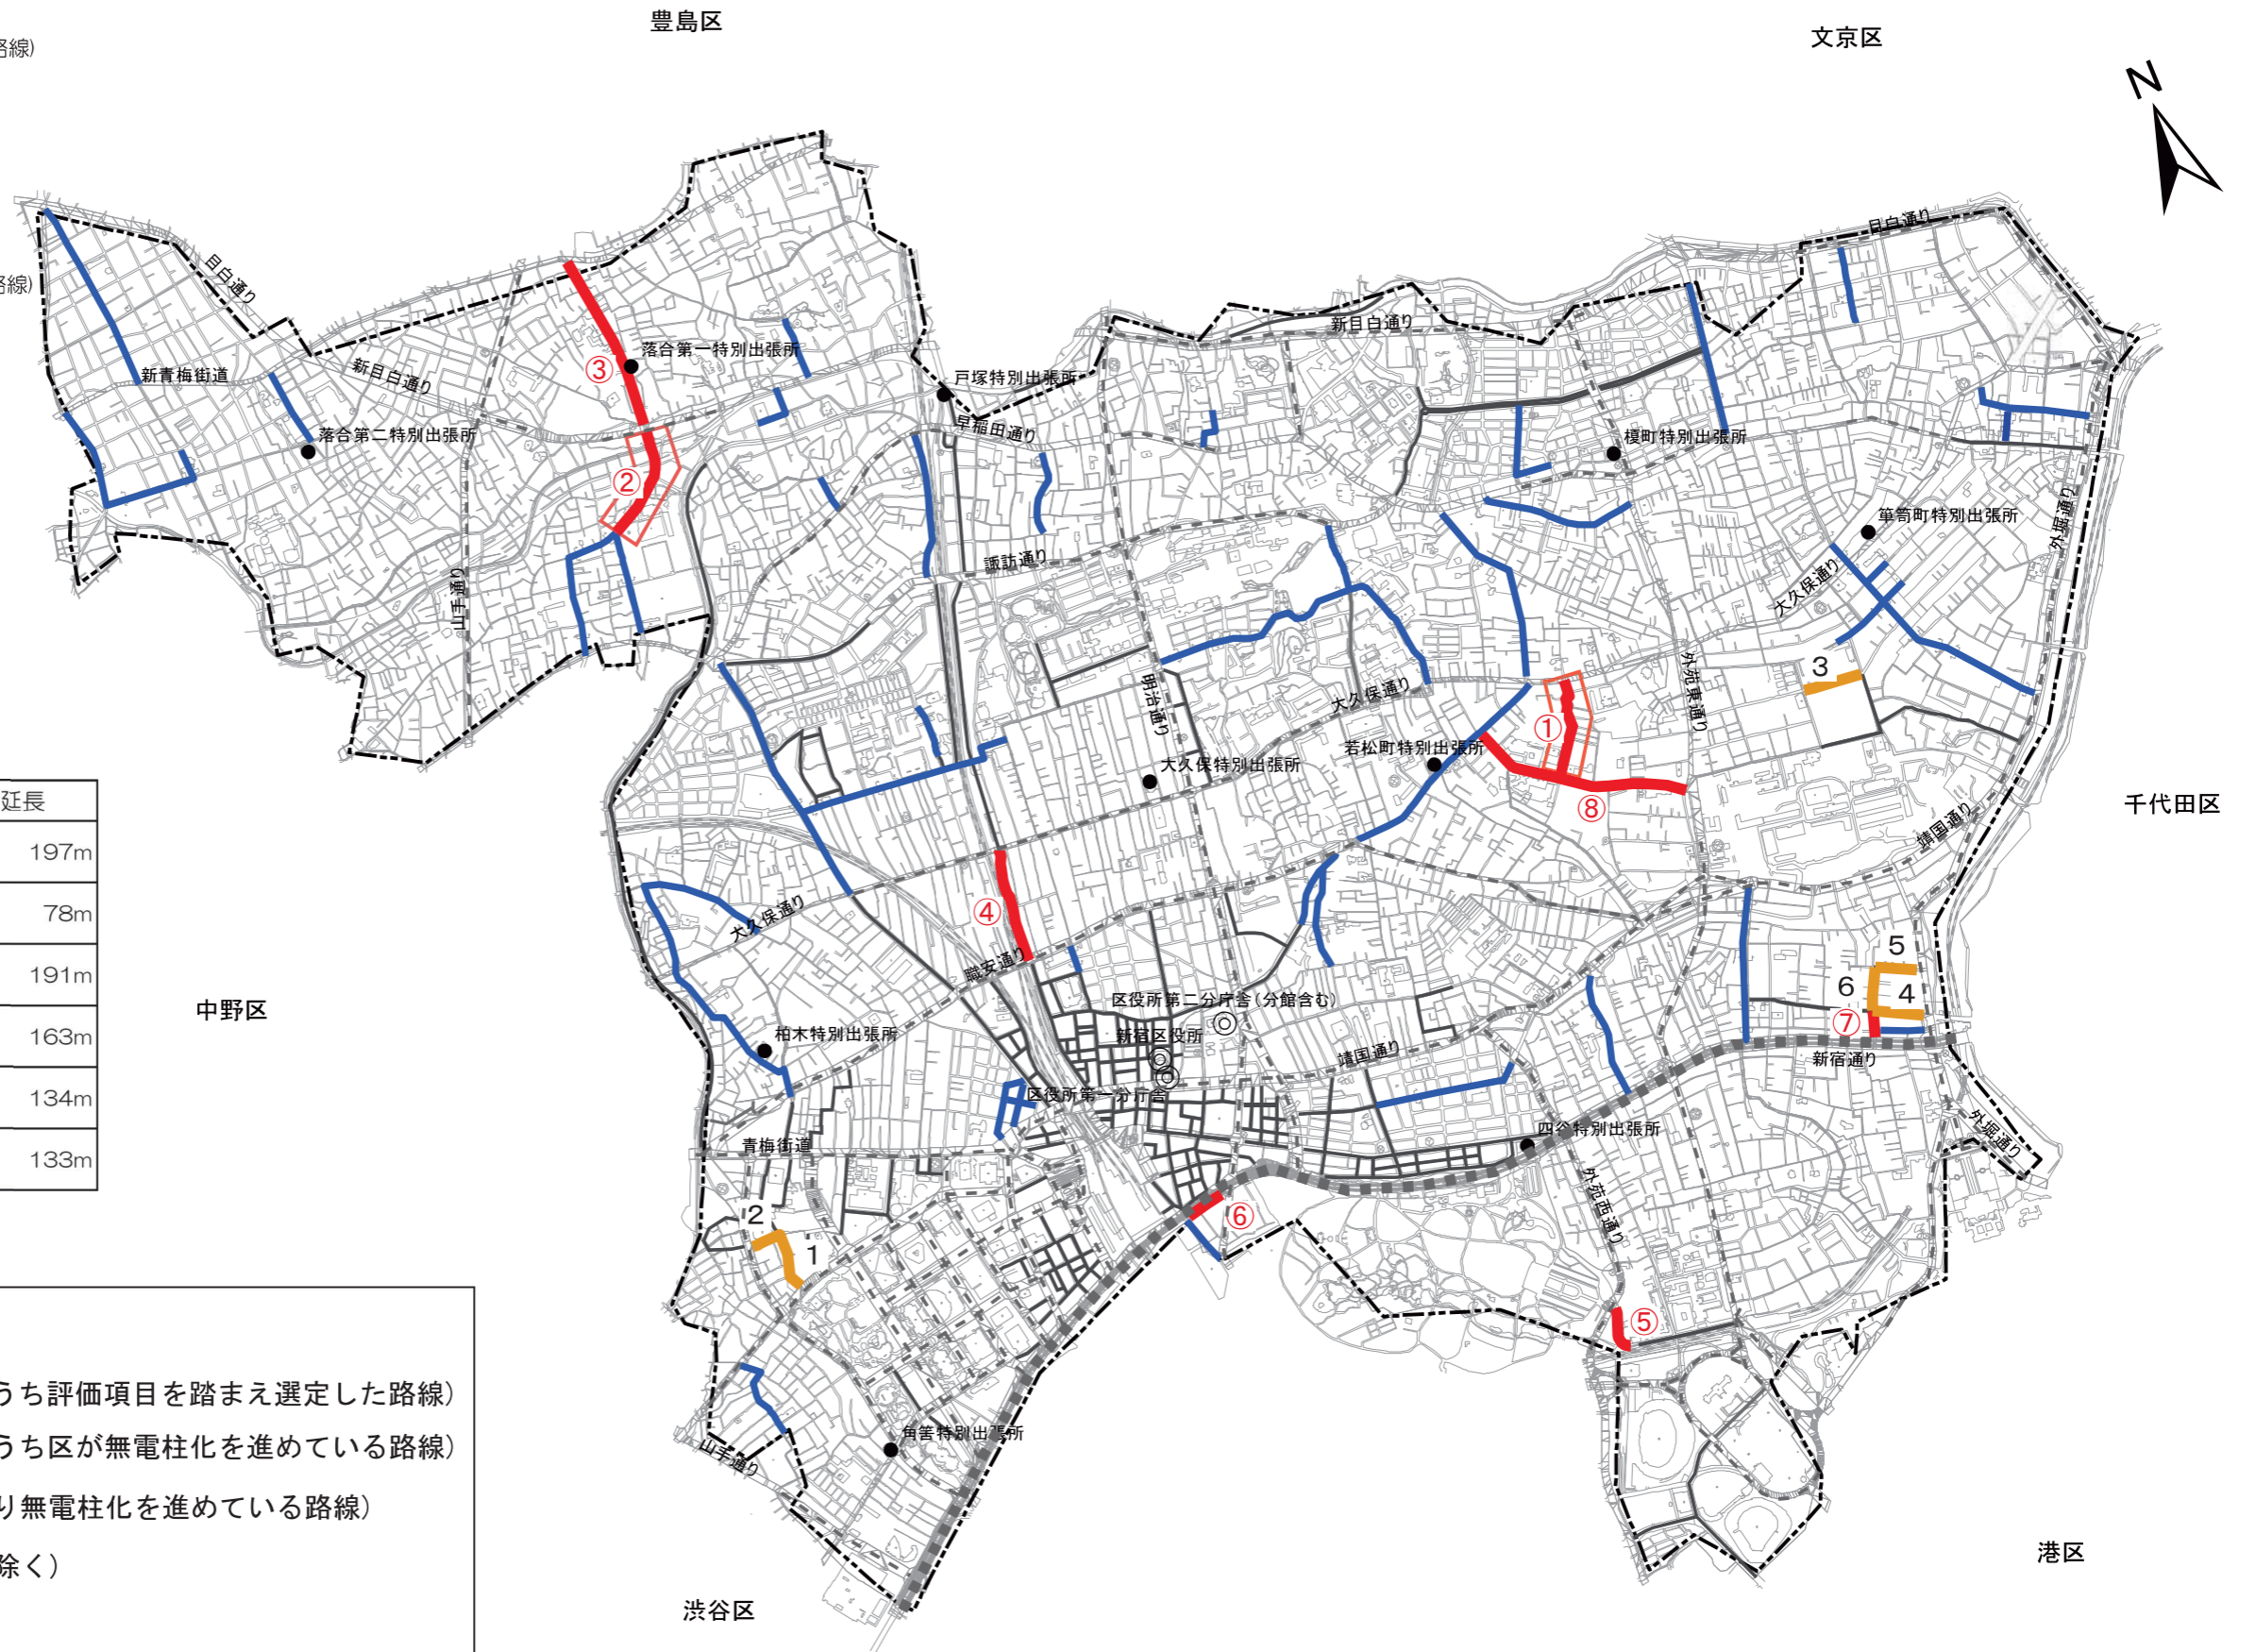 豊島区
文京区
路線)
N
目白通り
目白通り
路線)
新目白通り
落合第一特別出張所
③
新青梅街道
新目白通り
戸塚特別出張所
早稲田通り
落合第二特別出張所
榎町特別出張所
②
箪笥町特別出張所
外堀通り
諏訪通り
大久保通り
山手通り
3
外苑東通り
明治通り
大久保通り
①
若松町特別出張所
大久保特別出張所
⑧
千代田区
延長
197m
78m
191m
163m
134m
133m
靖国通り
④
大久保通り
職安通り
5
6
4
⑦
中野区
区役所第二分庁舎(分館含む)
柏木特別出張所
新宿区役所
靖国通り
新宿通り
区役所第一分庁舎
外堀通り
青梅街道
四谷特別出張所
外苑西通り
2
1
⑥
⑤
うち評価項目を踏まえ選定した路線)
うち区が無電柱化を進めている路線)
り無電柱化を進めている路線)
除く)
角筈特別出張所
山手通り
港区
渋谷区